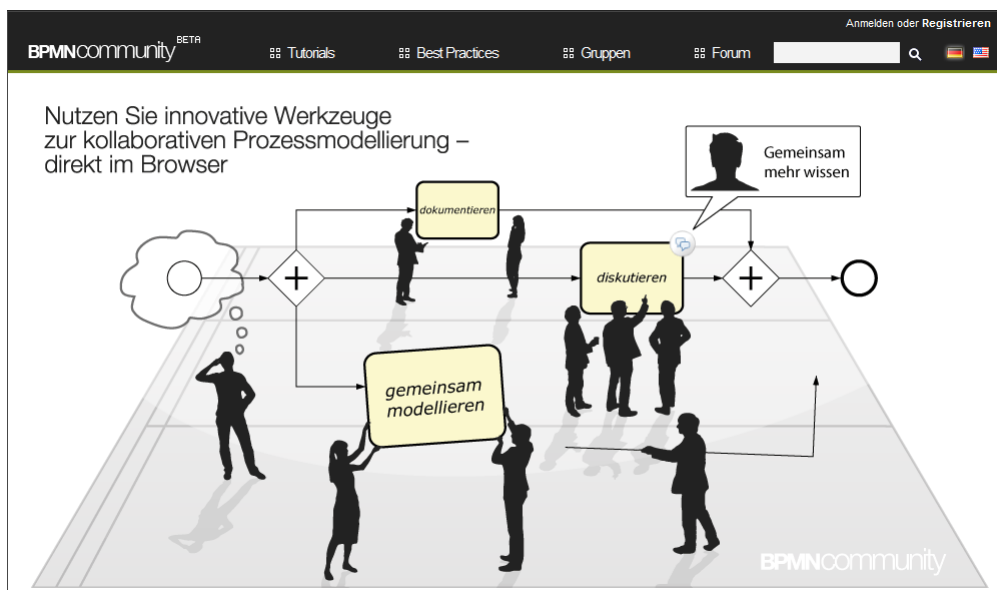 Anmelden oder Registrieren
BPMNcommunity BETA
Tutorials Best Practices Gruppen Forum
Nutzen Sie innovative Werkzeuge
zur kollaborativen Prozessmodellierung –
direkt im Browser
Gemeinsam
mehr wissen
dokumentieren
diskutieren
gemeinsam
modellieren
BPMNcommunity